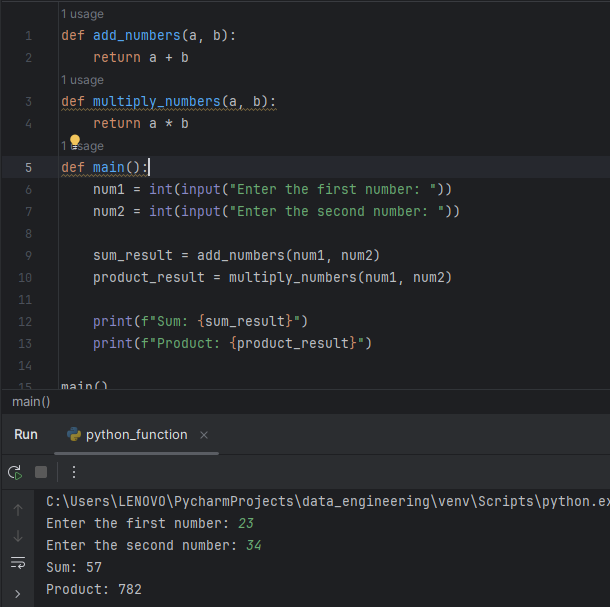 1 usage
1 def add_numbers(a, b):
2     return a + b
1 usage
3 def multiply_numbers(a, b):
4     return a * b
1 usage
5 def main():
6     num1 = int(input("Enter the first number: "))
7     num2 = int(input("Enter the second number: "))
8
9     sum_result = add_numbers(num1, num2)
10     product_result = multiply_numbers(num1, num2)
11
12     print(f"Sum: {sum_result}")
13     print(f"Product: {product_result}")
14
15 main()
main()
Run python_function
C:\Users\LENOVO\PycharmProjects\data_engineering\venv\Scripts\python.ex
Enter the first number: 23
Enter the second number: 34
Sum: 57
Product: 782